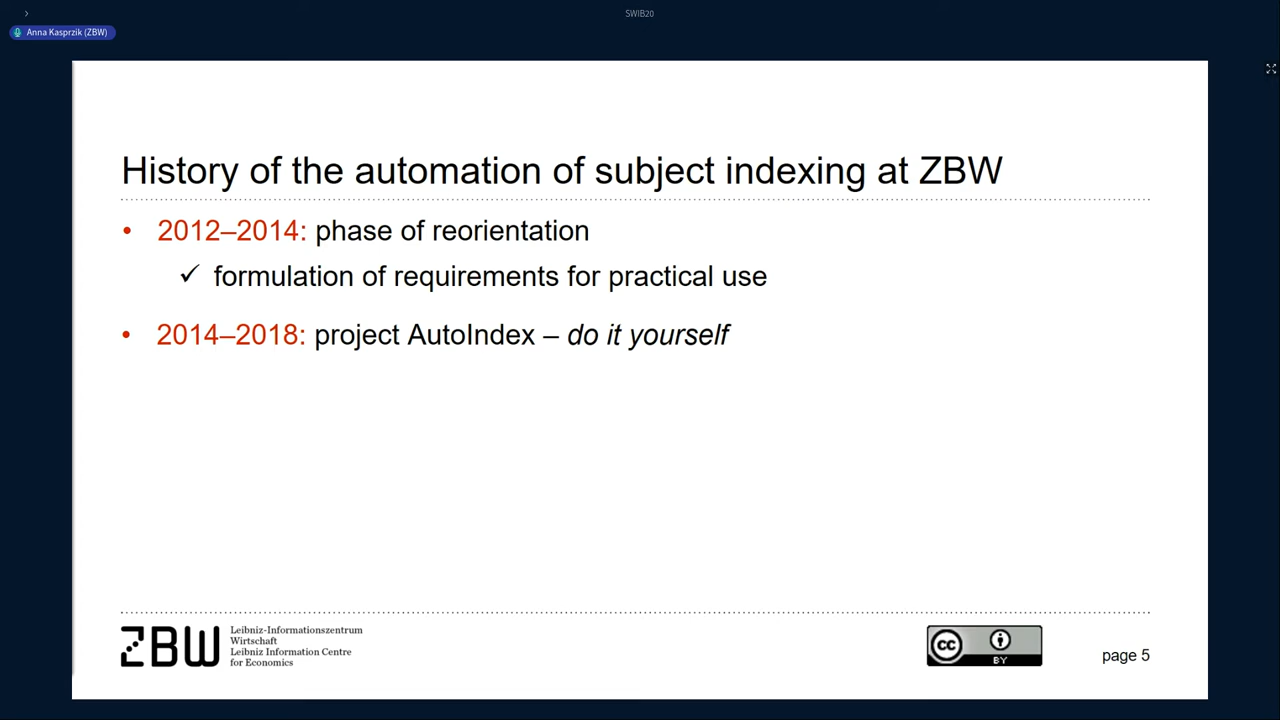 SWIB20
Anna Kasprzik (ZBW)
History of the automation of subject indexing at ZBW
• 2012–2014: phase of reorientation
✓ formulation of requirements for practical use
• 2014–2018: project AutoIndex – do it yourself
ZBW
Leibniz-Informationszentrum
Wirtschaft
Leibniz Information Centre
for Economics
cc
BY
page 5